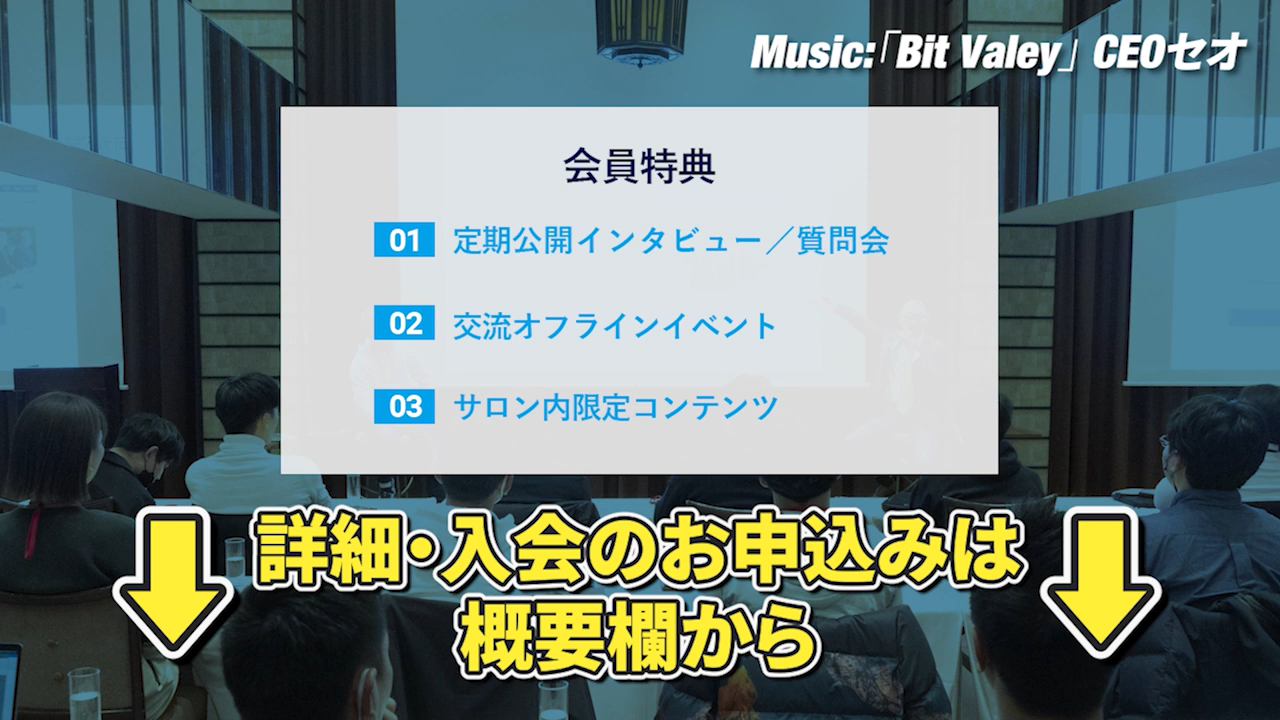 Music:「Bit Valey」 CEOセオ
会員特典
01 定期公開インタビュー／質問会
02 交流オフラインイベント
03 サロン内限定コンテンツ
詳細・入会のお申込みは
概要欄から